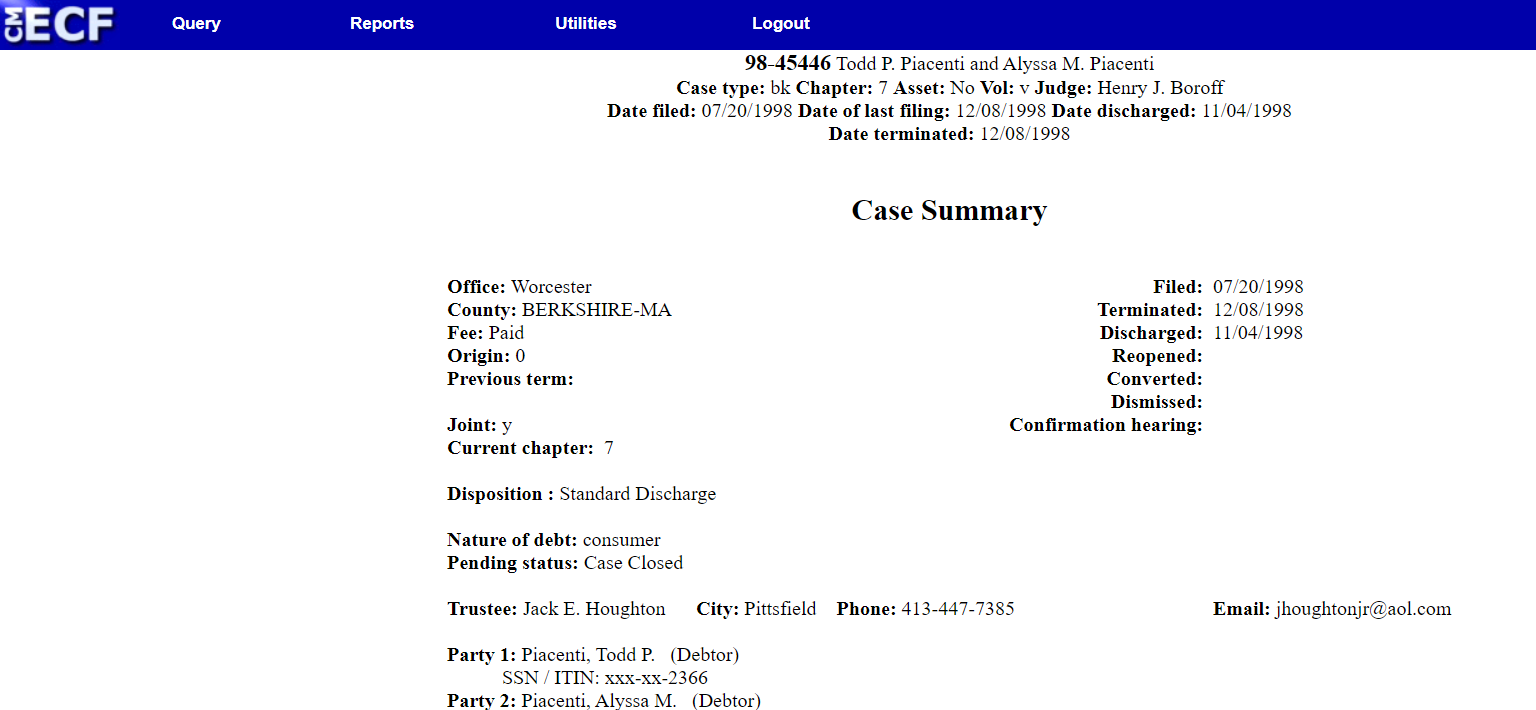 CM ECF Query Reports Utilities Logout
98-45446 Todd P. Piacenti and Alyssa M. Piacenti
Case type: bk Chapter: 7 Asset: No Vol: v Judge: Henry J. Boroff
Date filed: 07/20/1998 Date of last filing: 12/08/1998 Date discharged: 11/04/1998
Date terminated: 12/08/1998
Case Summary
Office: Worcester Filed: 07/20/1998
County: BERKSHIRE-MA Terminated: 12/08/1998
Fee: Paid Discharged: 11/04/1998
Origin: 0 Reopened:
Previous term: Converted:
Dismissed:
Joint: y Confirmation hearing:
Current chapter: 7
Disposition : Standard Discharge
Nature of debt: consumer
Pending status: Case Closed
Trustee: Jack E. Houghton City: Pittsfield Phone: 413-447-7385 Email: jhoughtonjr@aol.com
Party 1: Piacenti, Todd P. (Debtor)
SSN / ITIN: xxx-xx-2366
Party 2: Piacenti, Alyssa M. (Debtor)